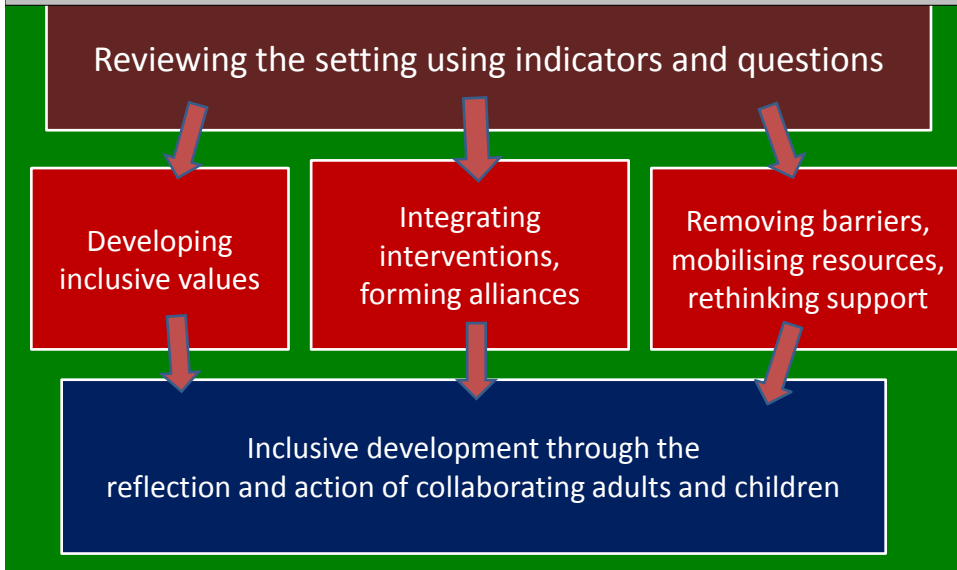 Reviewing the setting using indicators and questions
Developing
inclusive values
Integrating
interventions,
forming alliances
Removing barriers,
mobilising resources,
rethinking support
Inclusive development through the
reflection and action of collaborating adults and children